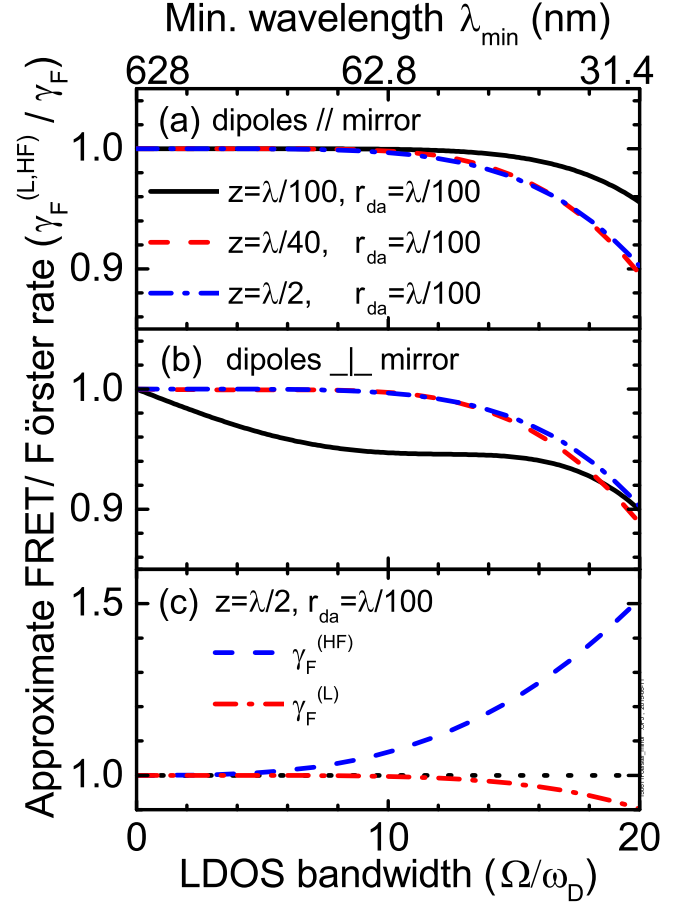 Min. wavelength λmin (nm)
628 62.8 31.4
Approximate FRET/ Förster rate (γF(L,HF) / γF)
(a) dipoles // mirror
1.0
0.9
z=λ/100, rda=λ/100
z=λ/40, rda=λ/100
z=λ/2, rda=λ/100
(b) dipoles _|_ mirror
1.0
0.9
(c) z=λ/2, rda=λ/100
1.5
1.0
γF(HF)
γF(L)
0 10 20
LDOS bandwidth (Ω/ωD)